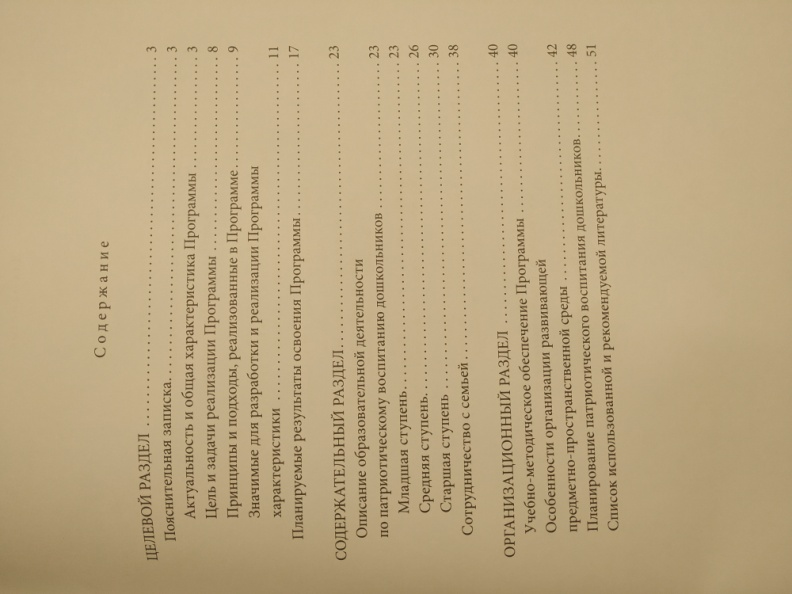 Содержание
ЦЕЛЕВОЙ РАЗДЕЛ . . . . . . . . . . . . . . . . . . . . 3
Пояснительная записка. . . . . . . . . . . . . . . . . . . . 3
Актуальность и общая характеристика Программы . . . . . . . . . . 3
Цель и задачи реализации Программы . . . . . . . . . . . . . . . 8
Принципы и подходы, реализованные в Программе . . . . . . . . . . 9
Значимые для разработки и реализации Программы
характеристики . . . . . . . . . . . . . . . . . . . . 11
Планируемые результаты освоения Программы. . . . . . . . . . . . 17
СОДЕРЖАТЕЛЬНЫЙ РАЗДЕЛ. . . . . . . . . . . . . . . . . . . . 23
Описание образовательной деятельности
по патриотическому воспитанию дошкольников . . . . . . . . . . . 23
Младшая ступень. . . . . . . . . . . . . . . . . . . . 23
Средняя ступень. . . . . . . . . . . . . . . . . . . . 26
Старшая ступень . . . . . . . . . . . . . . . . . . . . 30
Сотрудничество с семьей. . . . . . . . . . . . . . . . . . . . 38
ОРГАНИЗАЦИОННЫЙ РАЗДЕЛ . . . . . . . . . . . . . . . . . . . . 40
Учебно-методическое обеспечение Программы . . . . . . . . . . . . 40
Особенности организации развивающей
предметно-пространственной среды . . . . . . . . . . . . . . . 42
Планирование патриотического воспитания дошкольников. . . . . . . 48
Список использованной и рекомендуемой литературы. . . . . . . . . 51